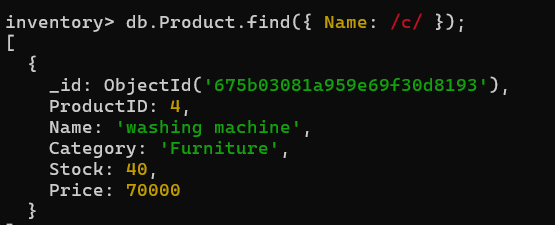 inventory> db.Product.find({ Name: /c/ });
[
  {
    _id: ObjectId('675b03081a959e69f30d8193'),
    ProductID: 4,
    Name: 'washing machine',
    Category: 'Furniture',
    Stock: 40,
    Price: 70000
  }